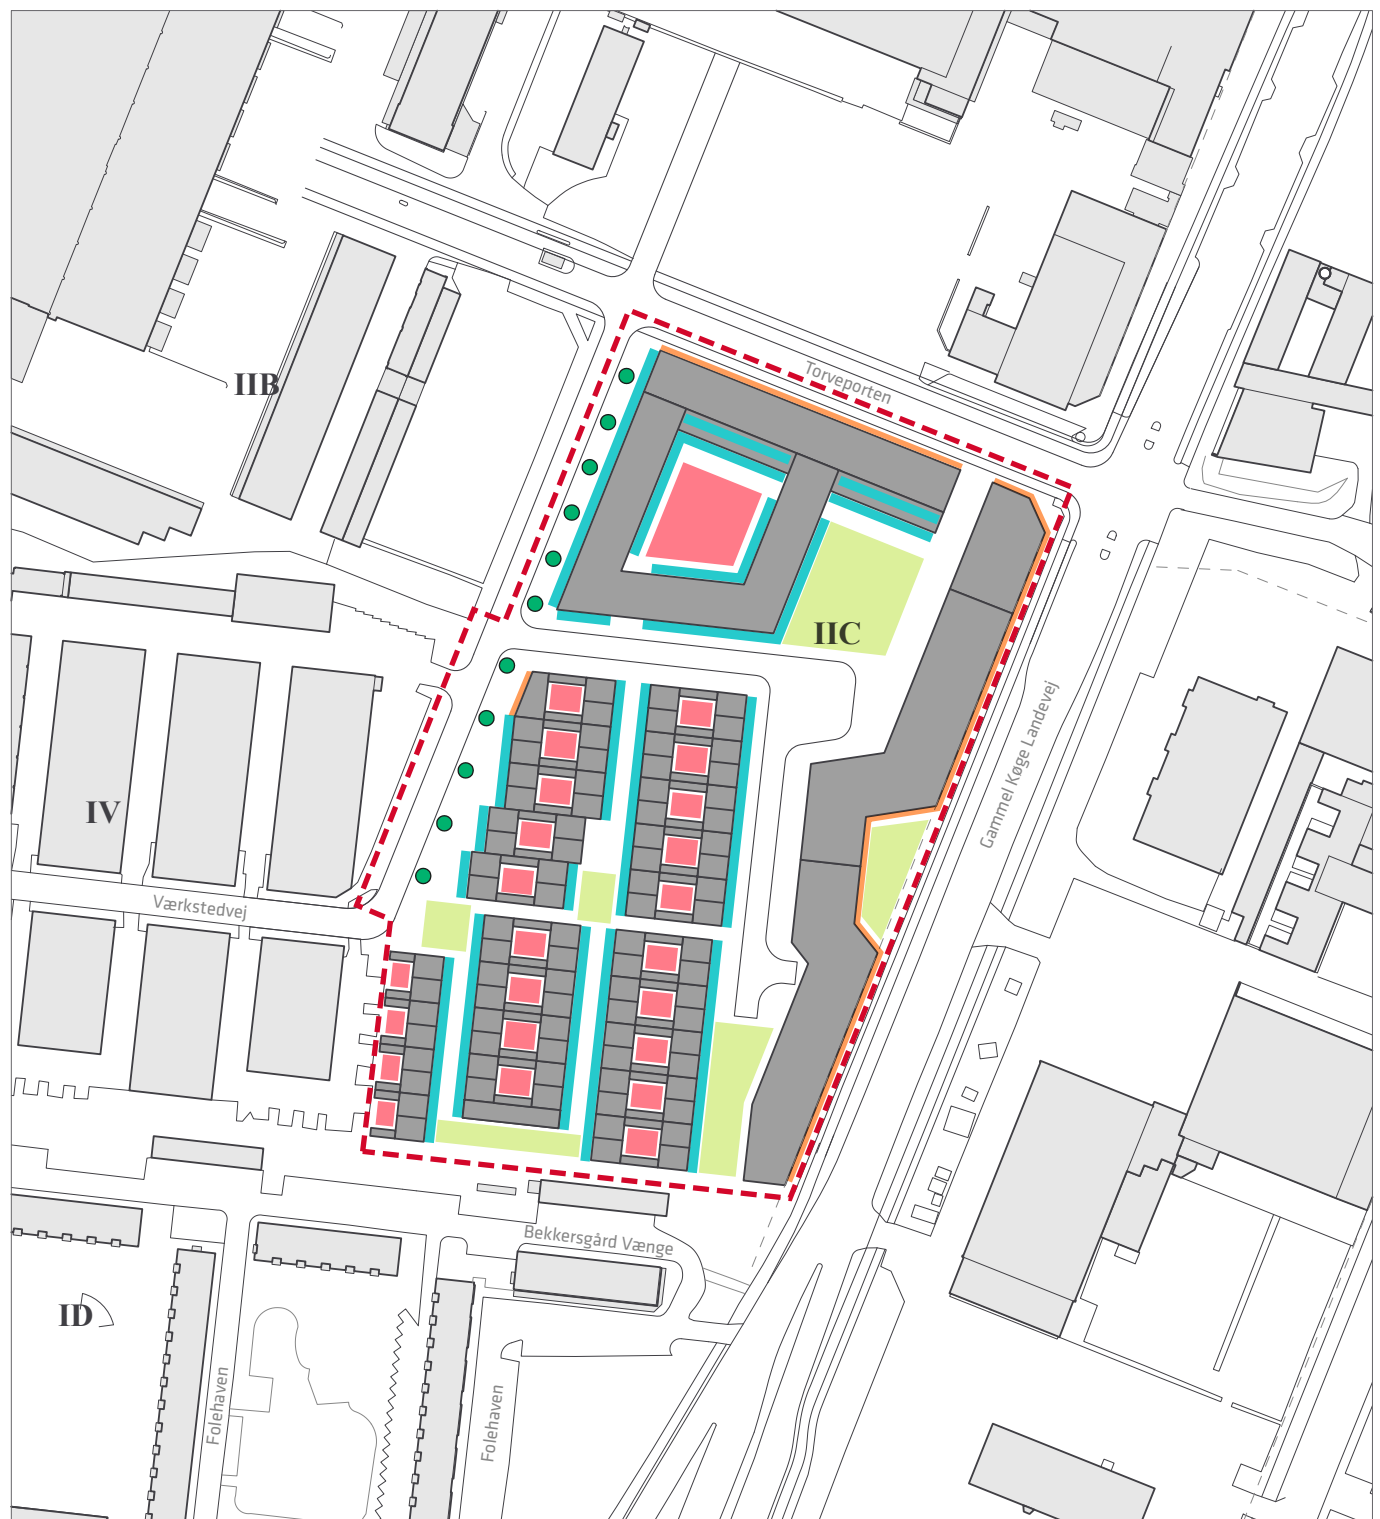 Torveporten
IIB
IIC
Gammel Køge Landevej
IV
Værkstedvej
Bekkersgård Vænge
ID
Folehaven
Folehaven